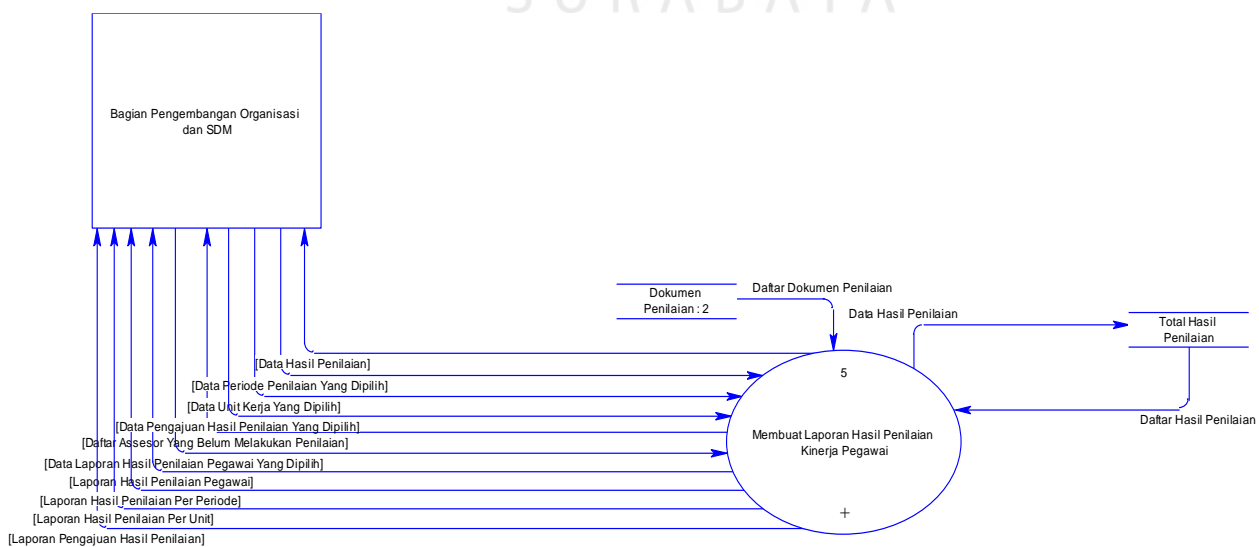 SURABAYA
Bagian Pengembangan Organisasi
dan SDM
Dokumen
Penilaian : 2
Daftar Dokumen Penilaian
Data Hasil Penilaian
Total Hasil
Penilaian
Daftar Hasil Penilaian
5
Membuat Laporan Hasil Penilaian
Kinerja Pegawai
+
[Data Hasil Penilaian]
[Data Periode Penilaian Yang Dipilih]
[Data Unit Kerja Yang Dipilih]
[Data Pengajuan Hasil Penilaian Yang Dipilih]
[Daftar Assesor Yang Belum Melakukan Penilaian]
[Data Laporan Hasil Penilaian Pegawai Yang Dipilih]
[Laporan Hasil Penilaian Pegawai]
[Laporan Hasil Penilaian Per Periode]
[Laporan Hasil Penilaian Per Unit]
[Laporan Pengajuan Hasil Penilaian]